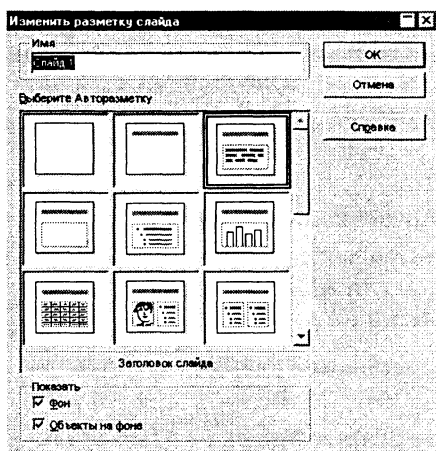 Изменить разметку слайда
Имя
Слайд 1
OK
Отмена
Справка
Выберите Авторазметку
Заголовок слайда
Показать
Фон
Объекты на фоне